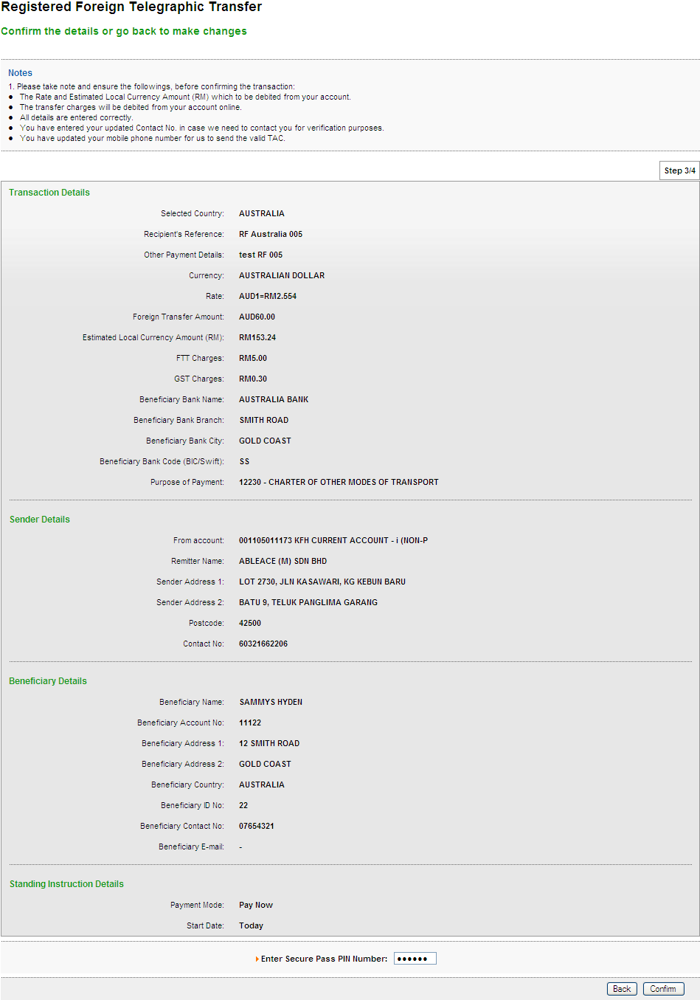 Registered Foreign Telegraphic Transfer
Confirm the details or go back to make changes
Notes
1. Please take note and ensure the followings, before confirming the transaction:
● The Rate and Estimated Local Currency Amount (RM) which to be debited from your account.
● The transfer charges will be debited from your account online.
● All details are entered correctly.
● You have entered your updated Contact No. in case we need to contact you for verification purposes.
● You have updated your mobile phone number for us to send the valid TAC.
Step 3/4
Transaction Details
Selected Country: AUSTRALIA
Recipient's Reference: RF Australia 005
Other Payment Details: test RF 005
Currency: AUSTRALIAN DOLLAR
Rate: AUD1=RM2.554
Foreign Transfer Amount: AUD60.00
Estimated Local Currency Amount (RM): RM153.24
FTT Charges: RM5.00
GST Charges: RM0.30
Beneficiary Bank Name: AUSTRALIA BANK
Beneficiary Bank Branch: SMITH ROAD
Beneficiary Bank City: GOLD COAST
Beneficiary Bank Code (BIC/Swift): SS
Purpose of Payment: 12230 - CHARTER OF OTHER MODES OF TRANSPORT
Sender Details
From account: 001105011173 KFH CURRENT ACCOUNT - i (NON-P
Remitter Name: ABLEACE (M) SDN BHD
Sender Address 1: LOT 2730, JLN KASAWARI, KG KEBUN BARU
Sender Address 2: BATU 9, TELUK PANGLIMA GARANG
Postcode: 42500
Contact No: 60321662206
Beneficiary Details
Beneficiary Name: SAMMYS HYDEN
Beneficiary Account No: 11122
Beneficiary Address 1: 12 SMITH ROAD
Beneficiary Address 2: GOLD COAST
Beneficiary Country: AUSTRALIA
Beneficiary ID No: 22
Beneficiary Contact No: 07654321
Beneficiary E-mail: -
Standing Instruction Details
Payment Mode: Pay Now
Start Date: Today
Enter Secure Pass PIN Number: ●●●●●●
Back Confirm